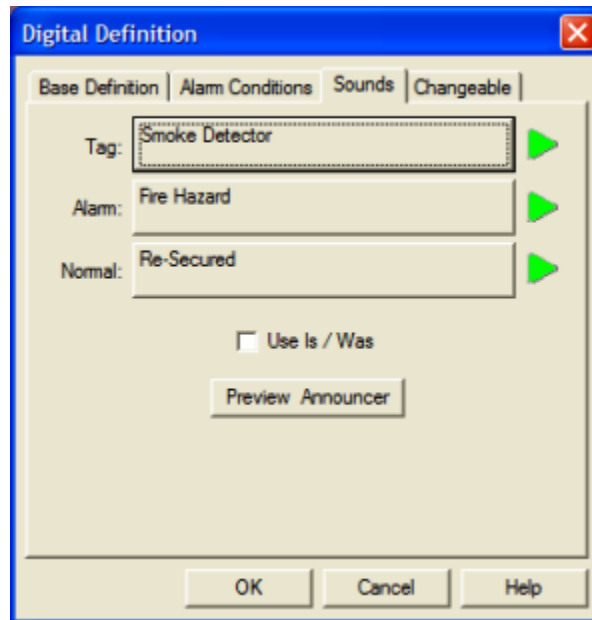 Digital Definition
Base Definition Alarm Conditions Sounds Changeable
Tag: Smoke Detector
Alarm: Fire Hazard
Normal: Re-Secured
Use Is / Was
Preview Announcer
OK Cancel Help